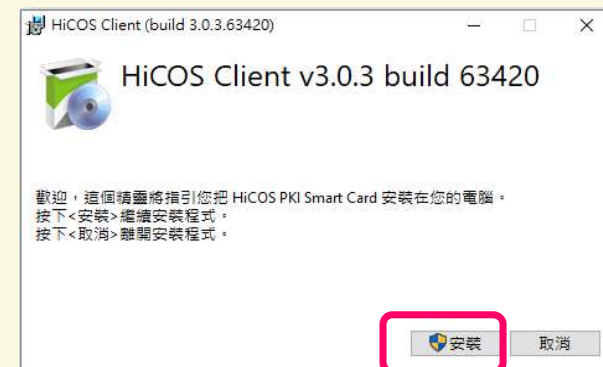 HiCOS Client (build 3.0.3.63420)
HiCOS Client v3.0.3 build 63420
歡迎，這個精靈將指引您把 HiCOS PKI Smart Card 安裝在您的電腦。
按下<安裝>繼續安裝程式。
按下<取消>離開安裝程式。
安裝
取消